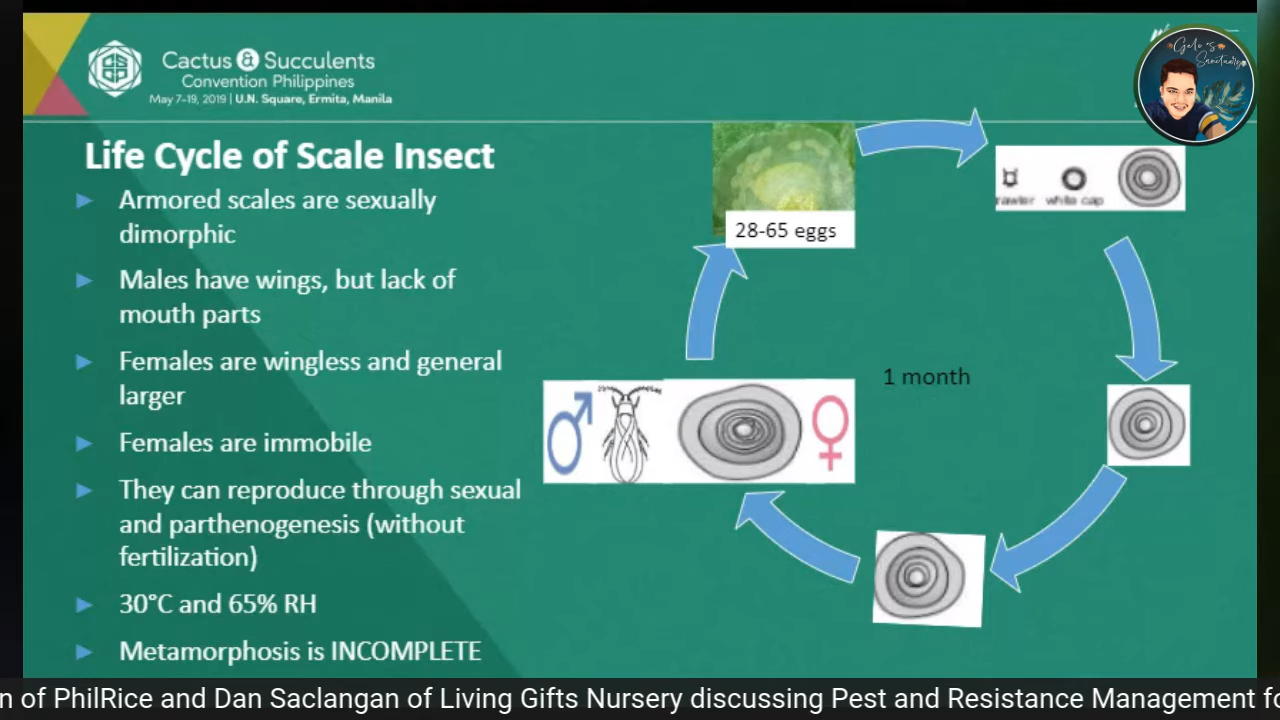 Cactus & Succulents
Convention Philippines
May 7-19, 2019 | U.N. Square, Ermita, Manila
Gelo's
Sanctuary
Life Cycle of Scale Insect
Armored scales are sexually
dimorphic
Males have wings, but lack of
mouth parts
Females are wingless and general
larger
Females are immobile
They can reproduce through sexual
and parthenogenesis (without
fertilization)
30°C and 65% RH
Metamorphosis is INCOMPLETE
28-65 eggs
rawler white cap
1 month
n of PhilRice and Dan Saclangan of Living Gifts Nursery discussing Pest and Resistance Management fo